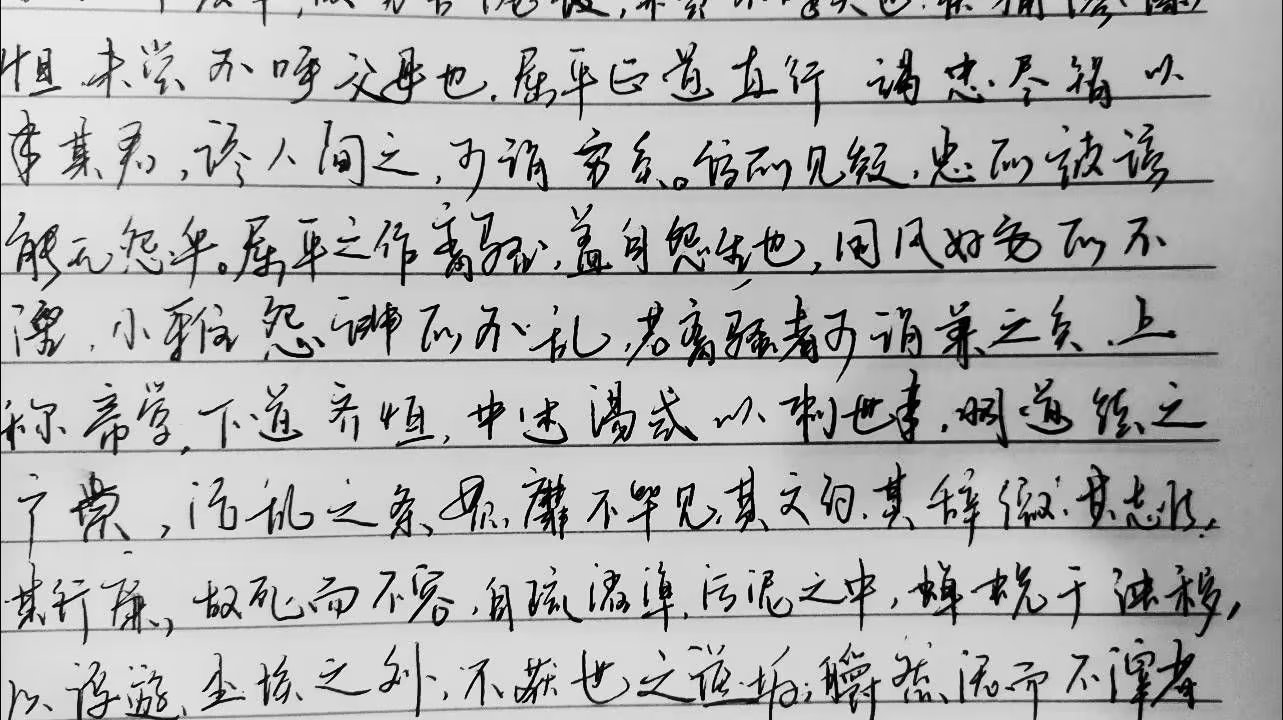 怛,未尝不呼父母也.屈平正道直行 竭忠尽智以
事其君,谗人间之,可谓穷矣。信而见疑,忠而被谤
能无怨乎。屈平之作离骚,盖自怨生也,国风好色而不
淫.小雅怨诽而不乱,若离骚者可谓兼之矣.上
称帝喾,下道齐桓,中述汤武以刺世事.明道德之
广崇,治乱之条贯,靡不毕见.其文约.其辞微.其志洁,
其行廉,故死而不容,自疏濯淖.污泥之中,蝉蜕于浊秽,
以浮游.尘埃之外.不获世之滋垢,皭然泥而不滓者